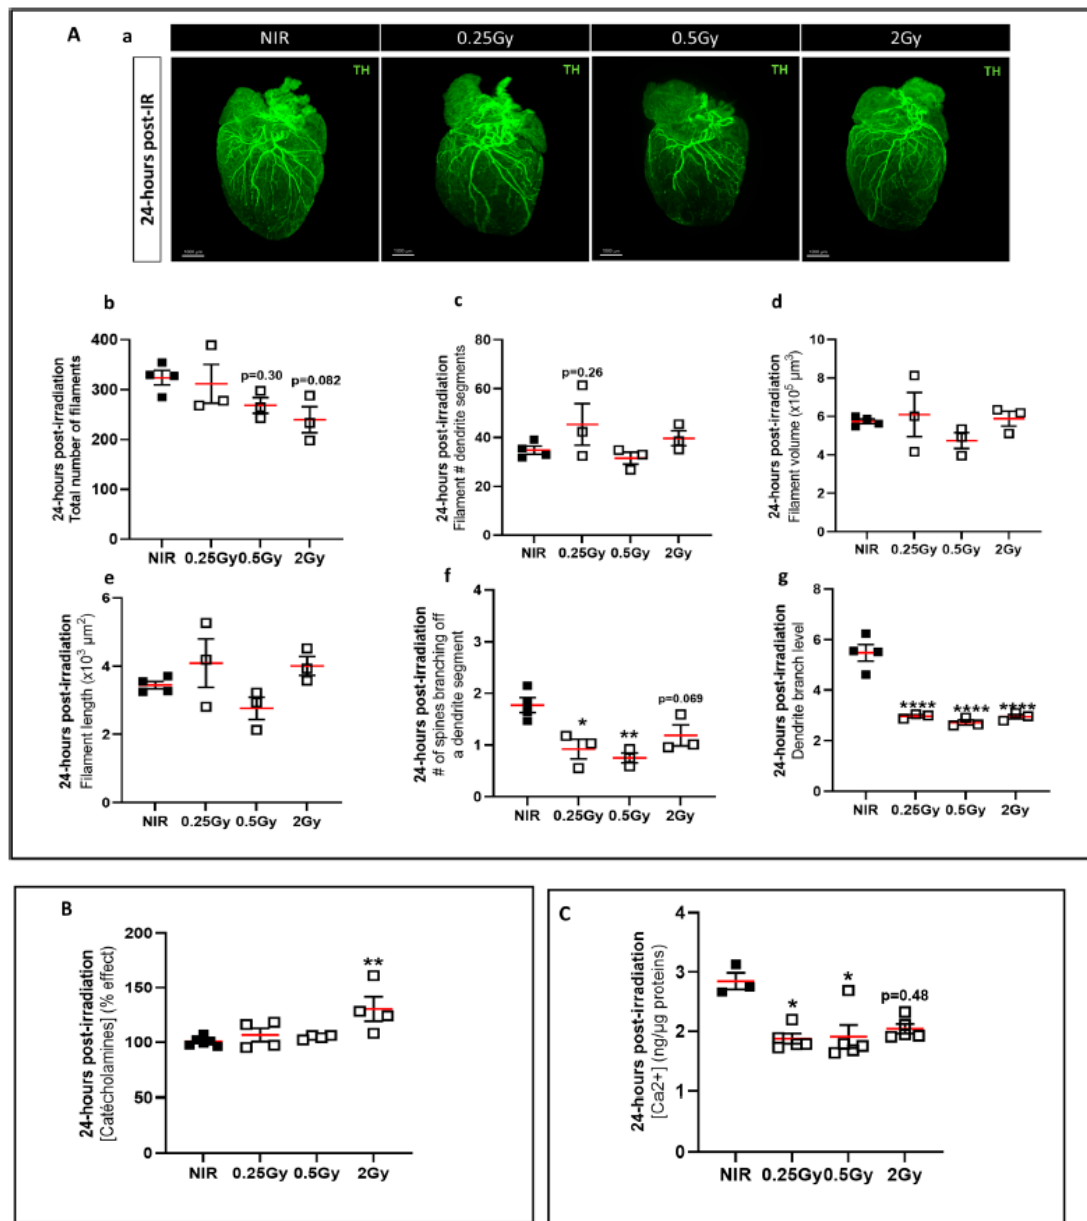 A
a
NIR
0.25Gy
0.5Gy
2Gy
24-hours post-IR
TH
TH
TH
TH
1000 µm
1000 µm
1000 µm
1000 µm
b
24-hours post-irradiation
Total number of filaments
400
300
200
100
0
p=0.30
p=0.082
NIR
0.25Gy
0.5Gy
2Gy
c
24-hours post-irradiation
Filament # dendrite segments
80
60
40
20
0
p=0.26
NIR
0.25Gy
0.5Gy
2Gy
d
24-hours post-irradiation
Filament volume (x10⁵ µm³)
10
8
6
4
2
0
NIR
0.25Gy
0.5Gy
2Gy
e
24-hours post-irradiation
Filament length (x10³ µm²)
6
4
2
0
NIR
0.25Gy
0.5Gy
2Gy
f
24-hours post-irradiation
# of spines branching off
a dendrite segment
4
3
2
1
0
*
**
p=0.069
NIR
0.25Gy
0.5Gy
2Gy
g
24-hours post-irradiation
Dendrite branch level
8
6
4
2
0
****
****
****
NIR
0.25Gy
0.5Gy
2Gy
B
24-hours post-irradiation
[Catécholamines] (% effect)
200
150
100
50
0
**
NIR
0.25Gy
0.5Gy
2Gy
C
24-hours post-irradiation
[Ca2+] (ng/µg proteins)
4
3
2
1
0
*
*
p=0.48
NIR
0.25Gy
0.5Gy
2Gy